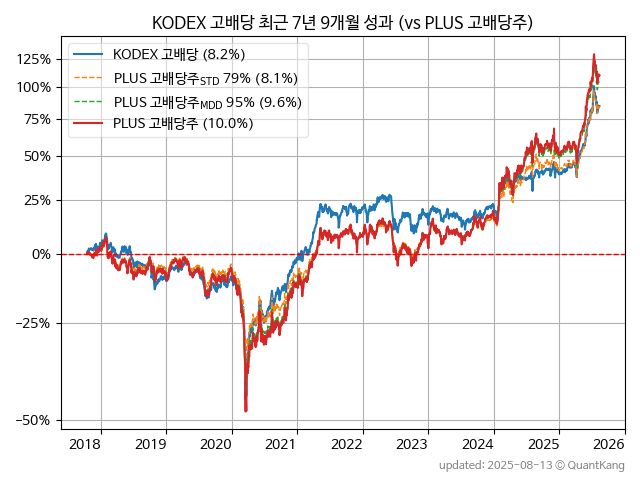 KODEX 고배당 최근 7년 9개월 성과 (vs PLUS 고배당주)
KODEX 고배당 (8.2%)
PLUS 고배당주STD 79% (8.1%)
PLUS 고배당주MDD 95% (9.6%)
PLUS 고배당주 (10.0%)
125%
100%
75%
50%
25%
0%
−25%
−50%
2018 2019 2020 2021 2022 2023 2024 2025 2026
updated: 2025-08-13 ⓒ QuantKang